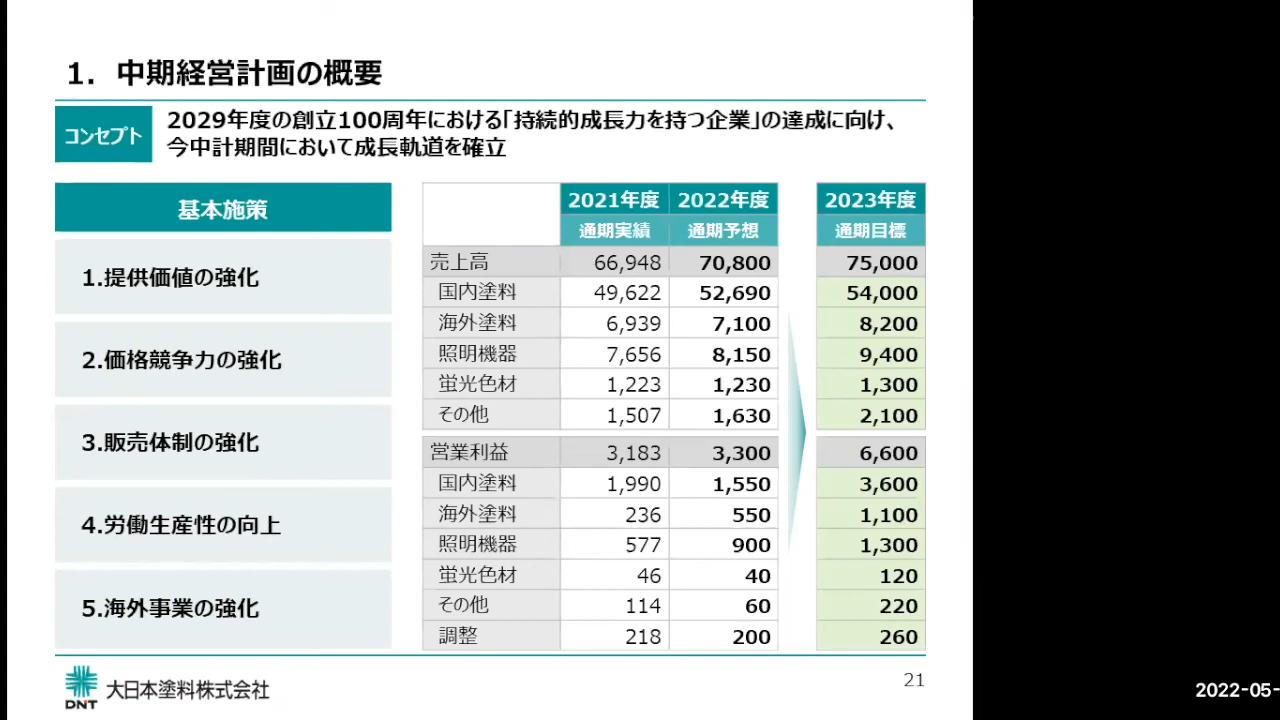 1. 中期経営計画の概要
コンセプト
2029年度の創立100周年における「持続的成長力を持つ企業」の達成に向け、
今中計期間において成長軌道を確立
基本施策
1.提供価値の強化
2.価格競争力の強化
3.販売体制の強化
4.労働生産性の向上
5.海外事業の強化
2021年度 2022年度 2023年度
通期実績 通期予想 通期目標
売上高 66,948 70,800 75,000
国内塗料 49,622 52,690 54,000
海外塗料 6,939 7,100 8,200
照明機器 7,656 8,150 9,400
蛍光色材 1,223 1,230 1,300
その他 1,507 1,630 2,100
営業利益 3,183 3,300 6,600
国内塗料 1,990 1,550 3,600
海外塗料 236 550 1,100
照明機器 577 900 1,300
蛍光色材 46 40 120
その他 114 60 220
調整 218 200 260
DNT 大日本塗料株式会社
21
2022-05-